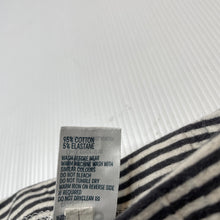 95% COTTON
5% ELASTANE
WASH BEFORE WEAR
WARM MACHINE WASH WITH
SIMILAR COLOURS
DO NOT BLEACH
DO NOT TUMBLE DRY
WARM IRON ON REVERSE SIDE
IF REQUIRED
DO NOT DRYCLEAN